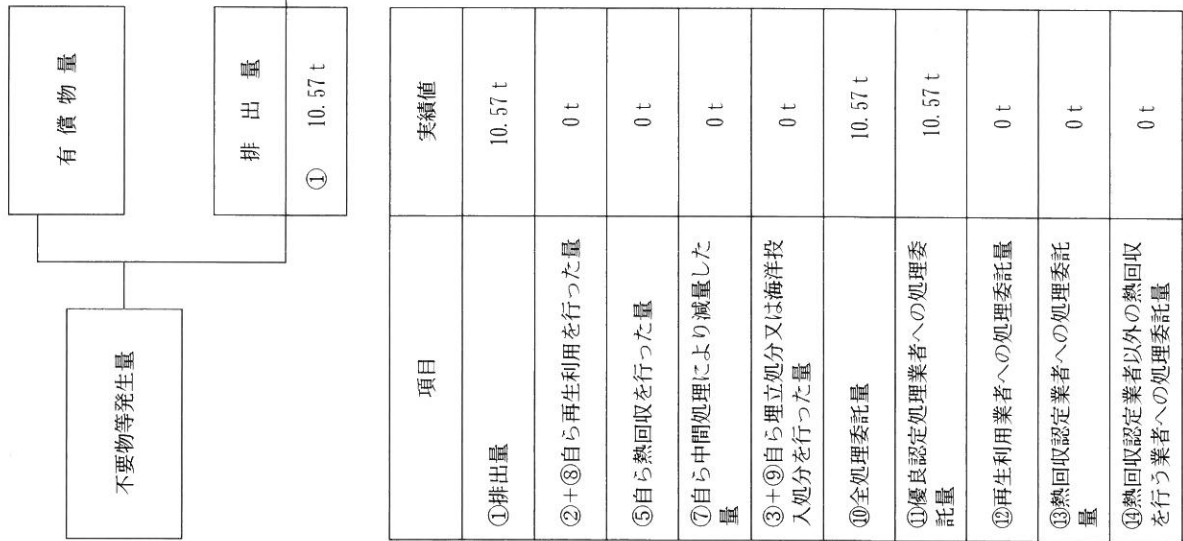 不要物等発生量
有償物量
排出量
① 10.57 t
項目 実績値
①排出量 10.57 t
②+⑧自ら再生利用を行った量 0 t
⑤自ら熱回収を行った量 0 t
⑦自ら中間処理により減量した
量 0 t
③+⑨自ら埋立処分又は海洋投
入処分を行った量 0 t
⑩全処理委託量 10.57 t
⑪優良認定処理業者への処理委
託量 10.57 t
⑫再生利用業者への処理委託量 0 t
⑬熱回収認定業者への処理委託
量 0 t
⑭熱回収認定業者以外の熱回収
を行う業者への処理委託量 0 t